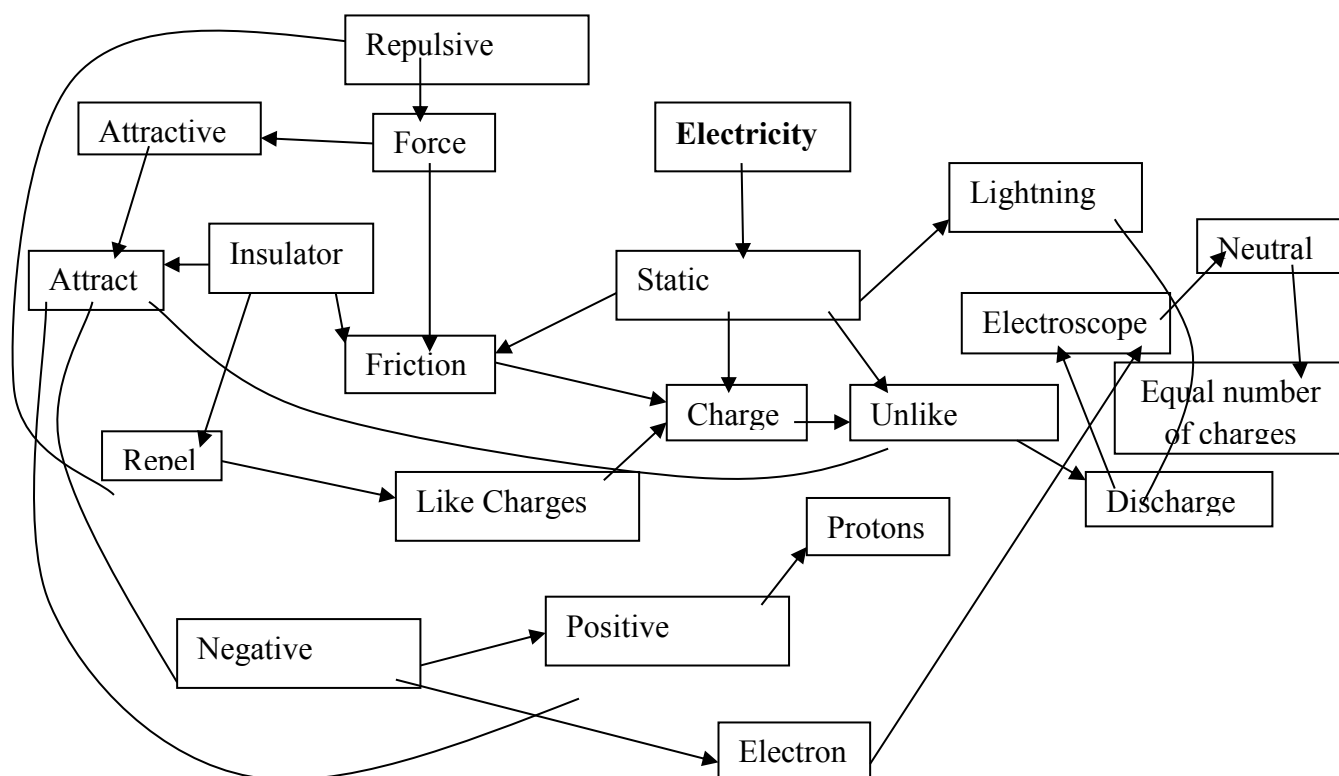 Repulsive
Attractive
Force
Electricity
Lightning
Insulator
Neutral
Attract
Static
Electroscope
Friction
Charge
Unlike
Equal number
of charges
Repel
Like Charges
Discharge
Protons
Positive
Negative
Electron